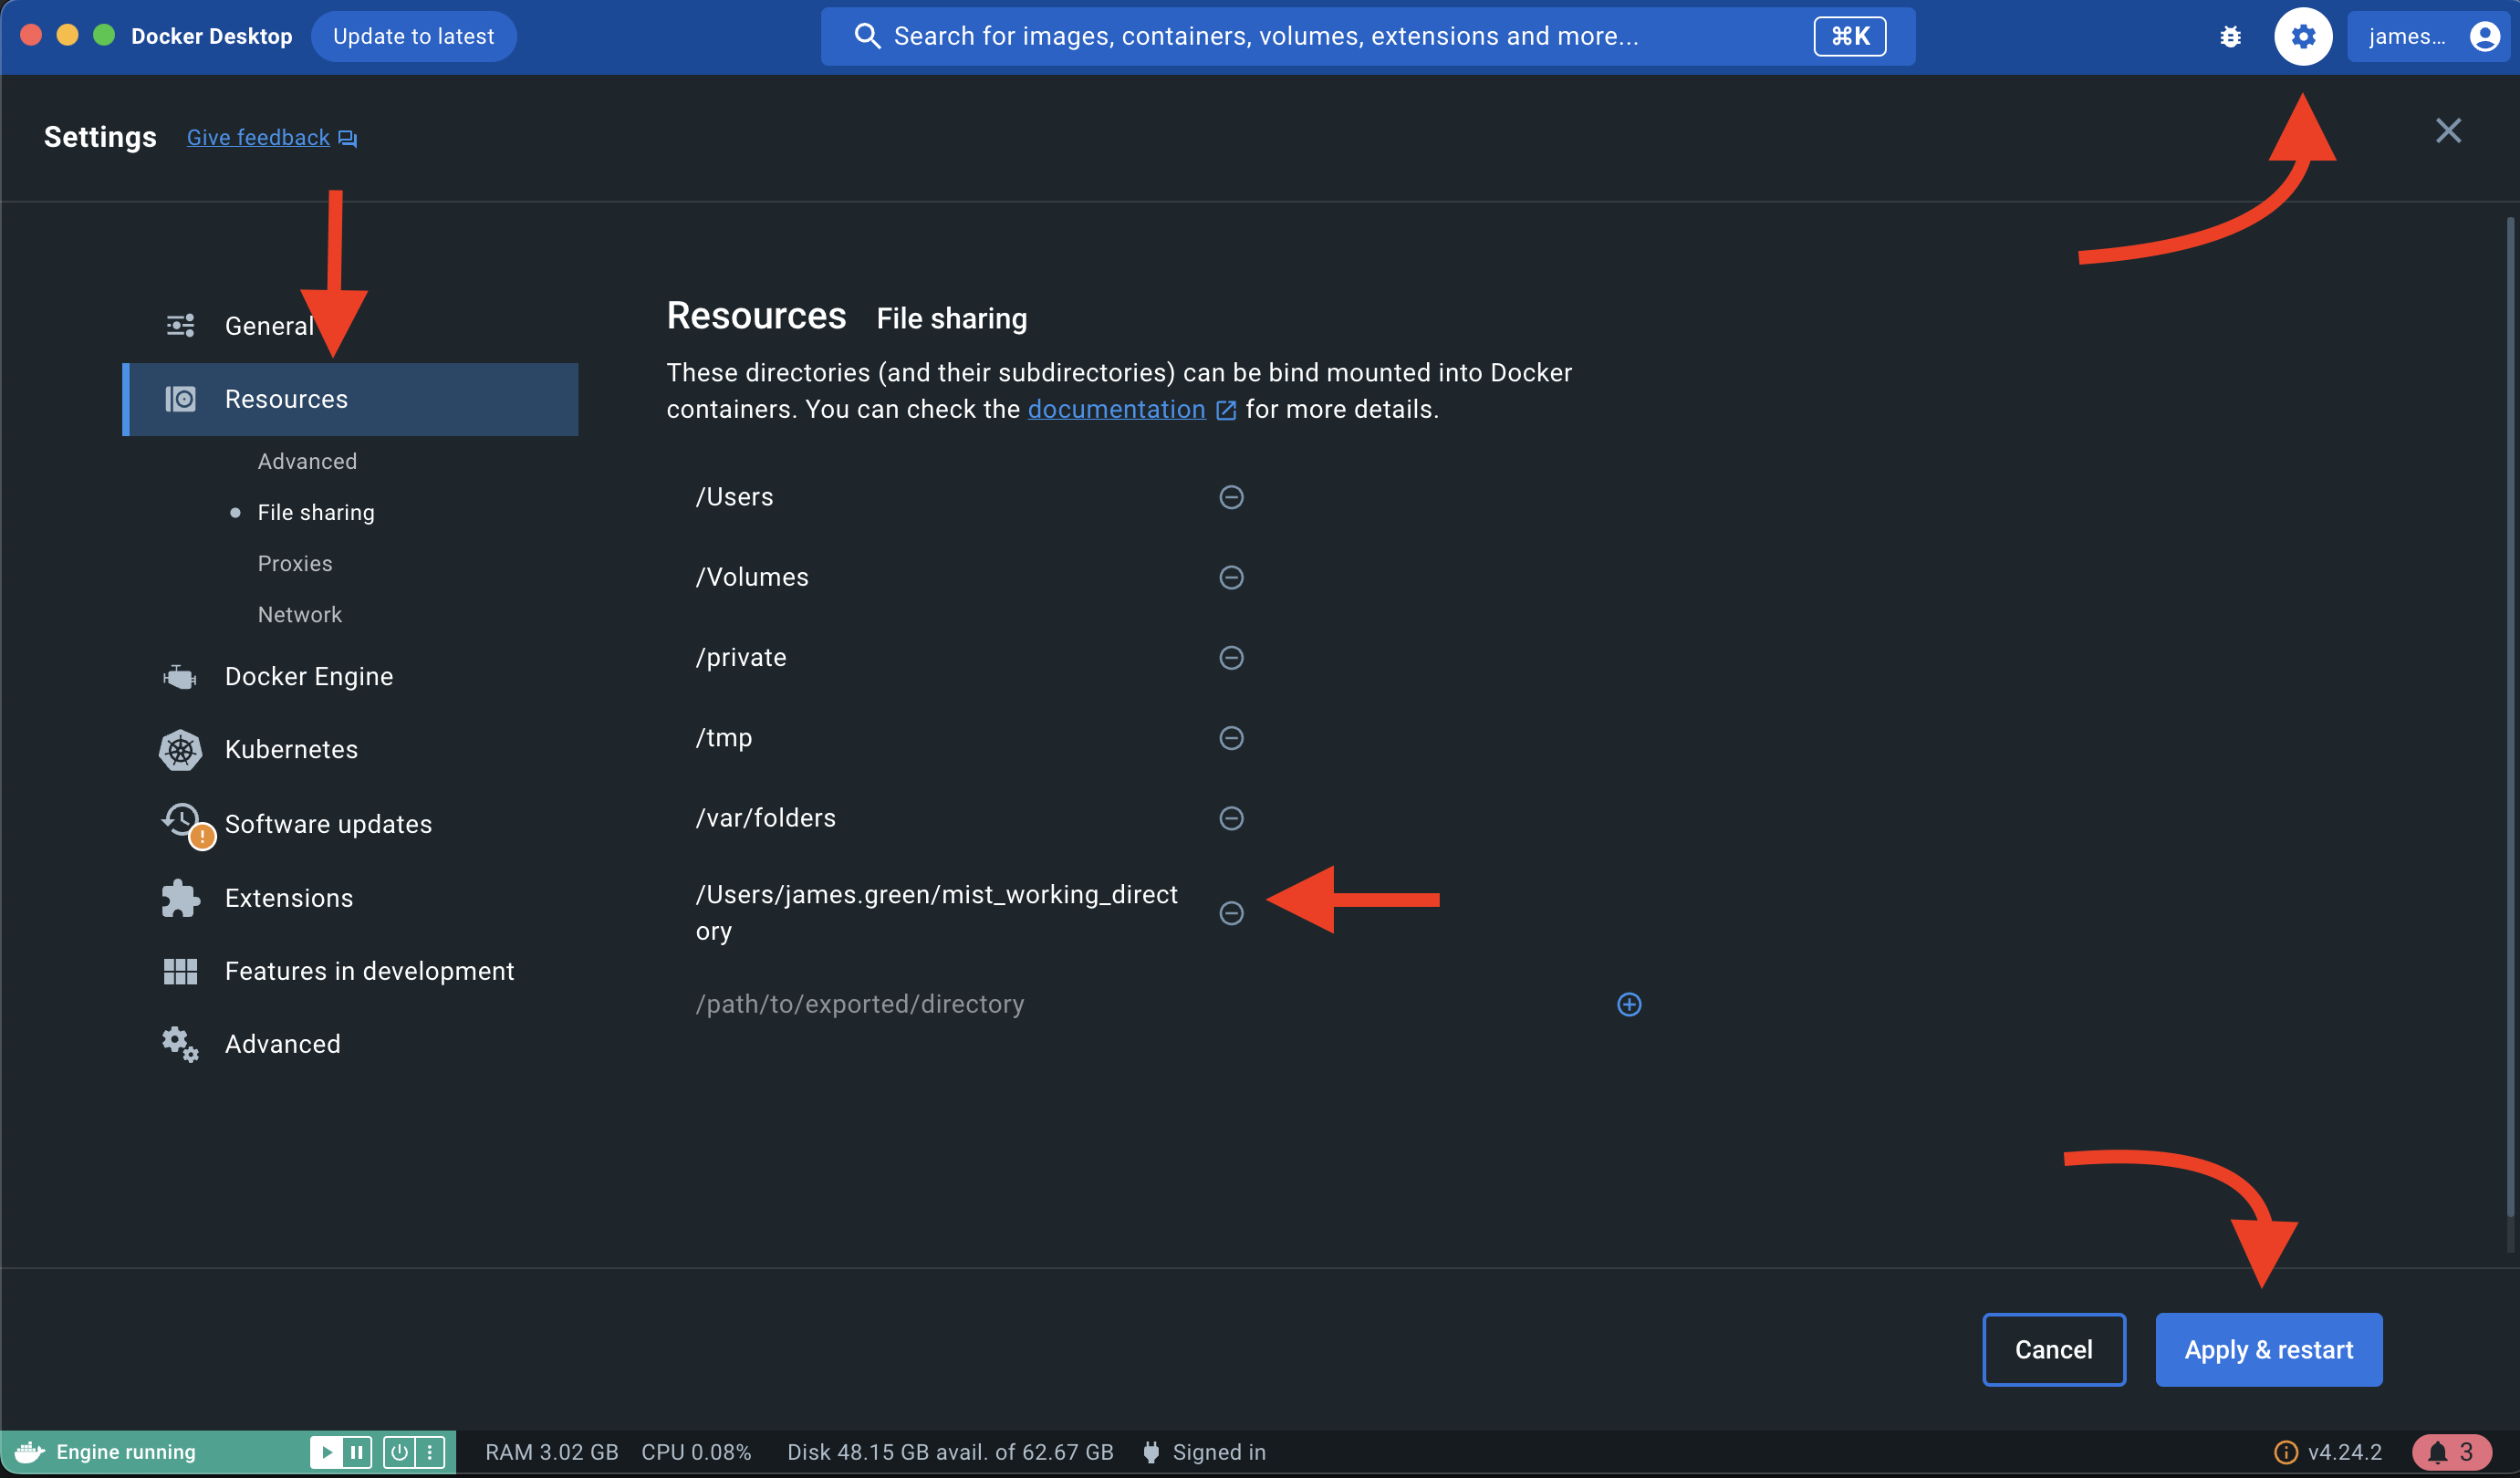 Docker Desktop
Update to latest
Search for images, containers, volumes, extensions and more...
⌘K
james...
Settings
Give feedback
General
Resources
Advanced
File sharing
Proxies
Network
Docker Engine
Kubernetes
Software updates
Extensions
Features in development
Advanced
Resources File sharing
These directories (and their subdirectories) can be bind mounted into Docker
containers. You can check the documentation for more details.
/Users
/Volumes
/private
/tmp
/var/folders
/Users/james.green/mist_working_direct
ory
/path/to/exported/directory
Cancel
Apply & restart
Engine running
RAM 3.02 GB CPU 0.08% Disk 48.15 GB avail. of 62.67 GB Signed in
v4.24.2
3